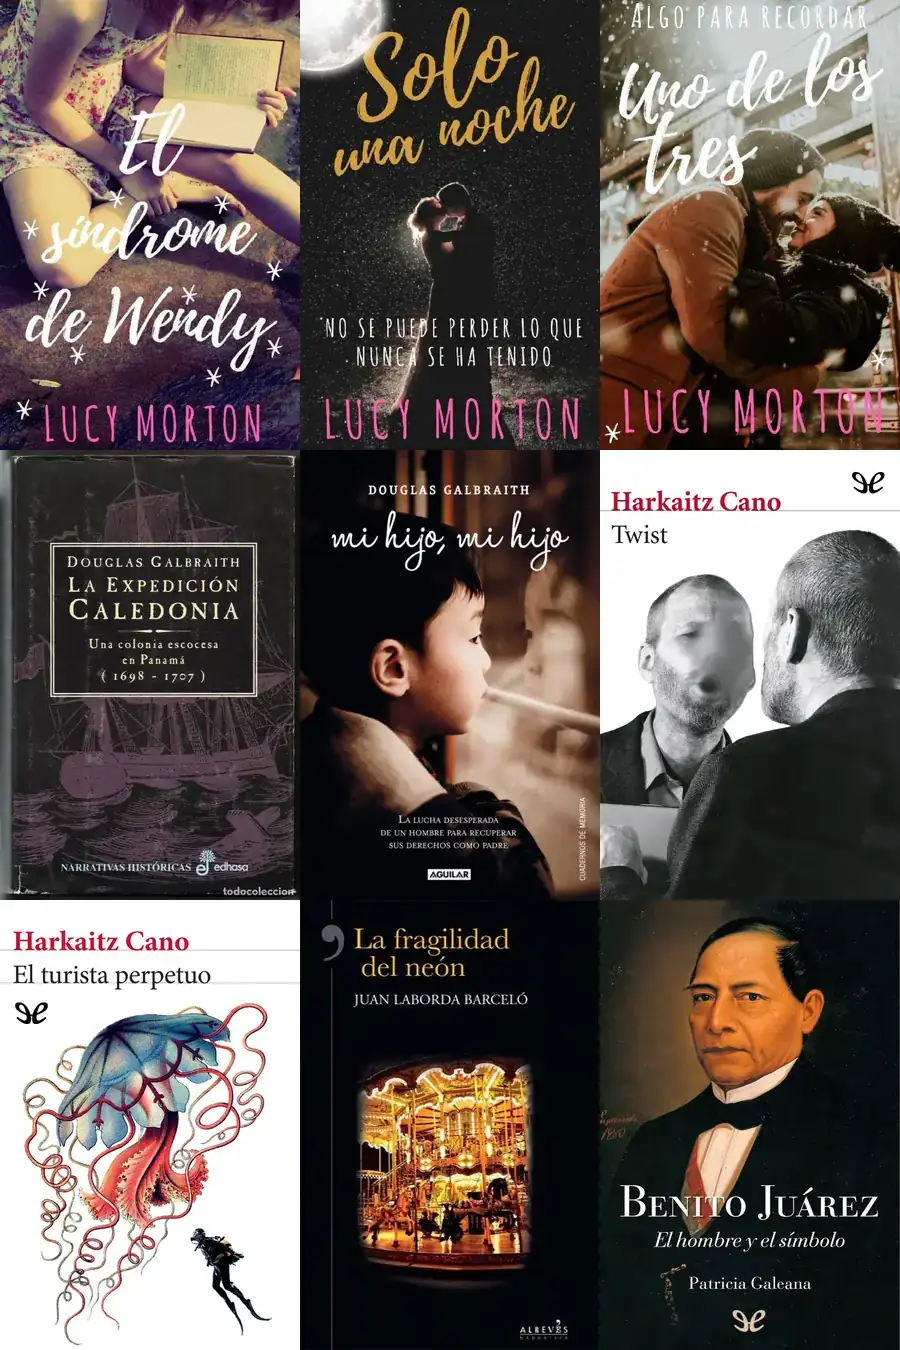 El
síndrome
de Wendy
LUCY MORTON
Solo
una noche
"NO SE PUEDE PERDER LO QUE
NUNCA SE HA TENIDO
LUCY MORTON
ALGO PARA RECORDAR
Uno de los
tres
LUCY MORTON
DOUGLAS GALBRAITH
LA EXPEDICIÓN
CALEDONIA
Una colonia escocesa
en Panamá
( 1698 - 1707 )
NARRATIVAS HISTÓRICAS edhasa
todocoleccion
DOUGLAS GALBRAITH
mi hijo, mi hijo
LA LUCHA DESESPERADA
DE UN HOMBRE PARA RECUPERAR
SUS DERECHOS COMO PADRE
CUADERNOS DE MEMORIA
AGUILAR
Harkaitz Cano
Twist
Harkaitz Cano
El turista perpetuo
La fragilidad
del neón
JUAN LABORDA BARCELÓ
ALREVÉS
BENITO JUÁREZ
El hombre y el símbolo
Patricia Galeana